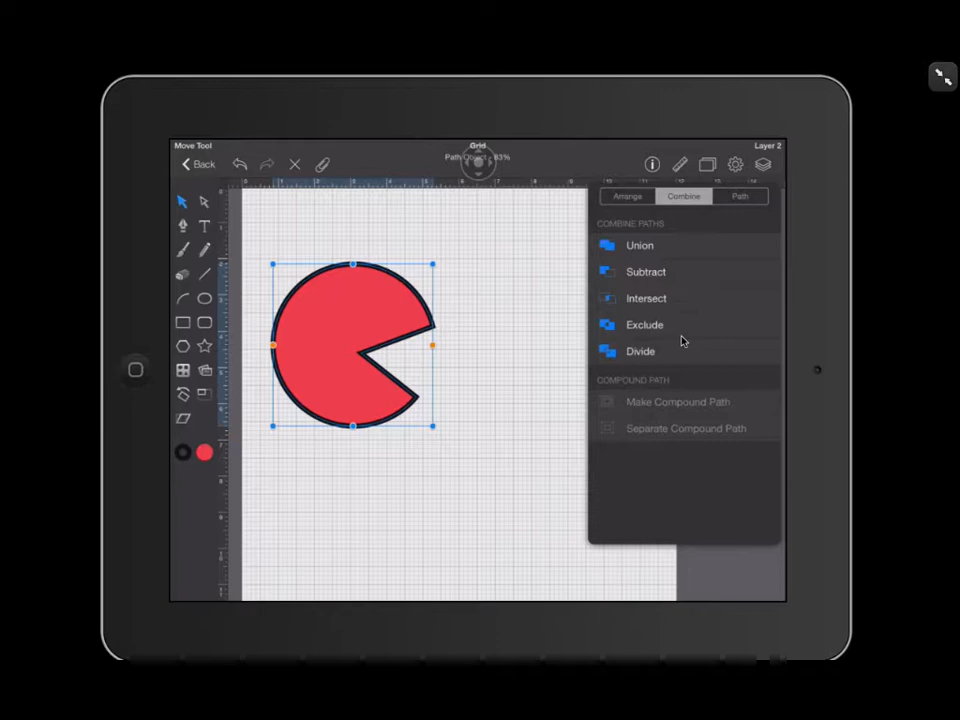 Move Tool
Grid
Layer 2
Back
Arrange
Combine
Path
COMBINE PATHS
Union
Subtract
Intersect
Exclude
Divide
COMPOUND PATH
Make Compound Path
Separate Compound Path